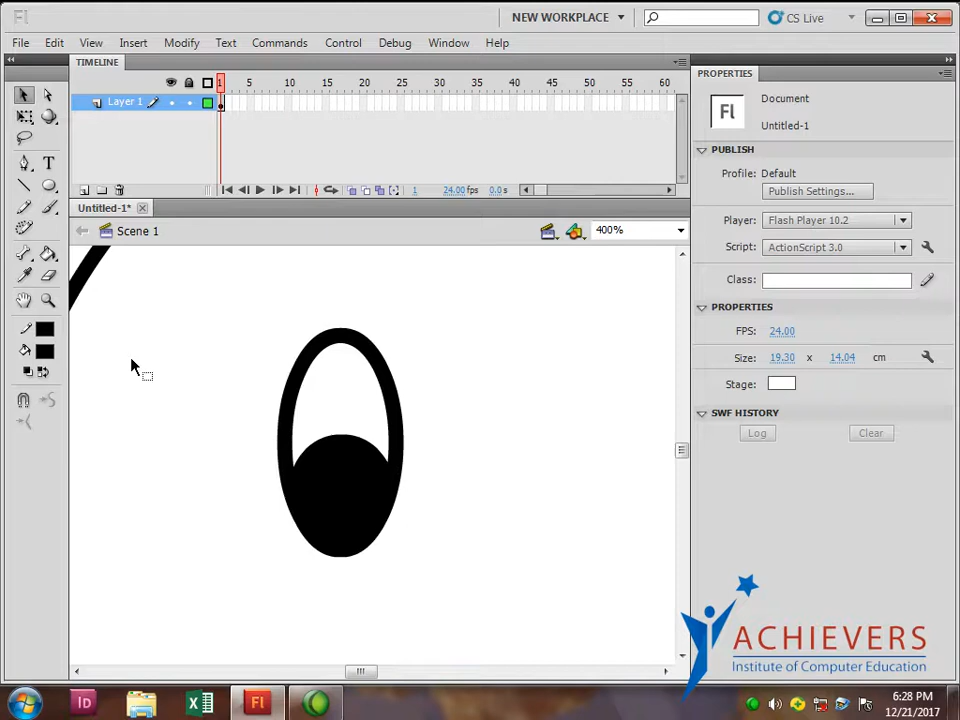 Fl
NEW WORKPLACE
CS Live
File Edit View Insert Modify Text Commands Control Debug Window Help
TIMELINE
1 5 10 15 20 25 30 35 40 45 50 55 60
Layer 1
1 24.00 fps 0.0 s
Untitled-1*
Scene 1
400%
PROPERTIES
Fl
Document
Untitled-1
PUBLISH
Profile: Default
Publish Settings...
Player: Flash Player 10.2
Script: ActionScript 3.0
Class:
PROPERTIES
FPS: 24.00
Size: 19.30 x 14.04 cm
Stage:
SWF HISTORY
Log Clear
ACHIEVERS
Institute of Computer Education
Id
Fl
6:28 PM
12/21/2017